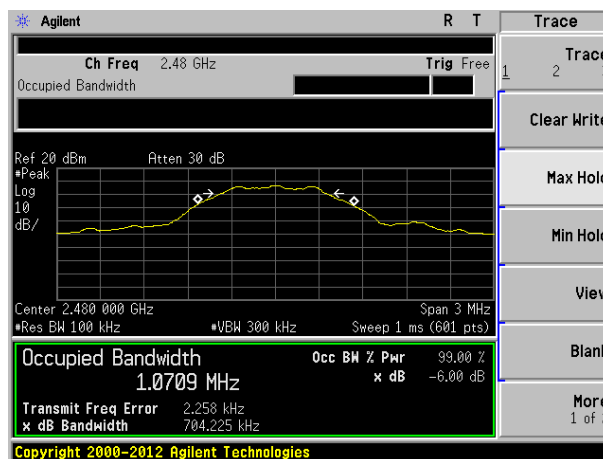 Agilent R T Trace
Ch Freq 2.48 GHz Trig Free
Occupied Bandwidth
Trace
1 2
Clear Write
Max Hold
Min Hold
View
Blank
More
1 of
Ref 20 dBm Atten 30 dB
#Peak
Log
10
dB/
Center 2.480 000 GHz Span 3 MHz
#Res BW 100 kHz #VBW 300 kHz Sweep 1 ms (601 pts)
Occupied Bandwidth Occ BW % Pwr 99.00 %
1.0709 MHz x dB -6.00 dB
Transmit Freq Error 2.258 kHz
x dB Bandwidth 704.225 kHz
Copyright 2000-2012 Agilent Technologies